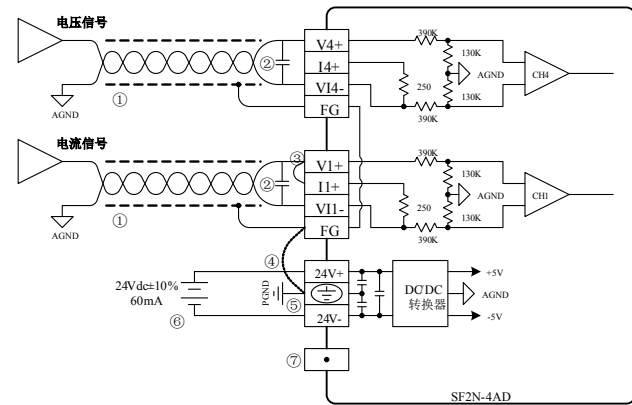 电压信号
AGND
①
②
V4+
I4+
VI4-
FG
390K
250
390K
130K
AGND
130K
CH4
电流信号
AGND
①
②
③
V1+
I1+
VI1-
FG
390K
250
390K
130K
AGND
130K
CH1
④
24Vdc±10%
60mA
⑥
PGND
⑤
24V+
24V-
DC/DC
转换器
+5V
AGND
-5V
⑦
SF2N-4AD